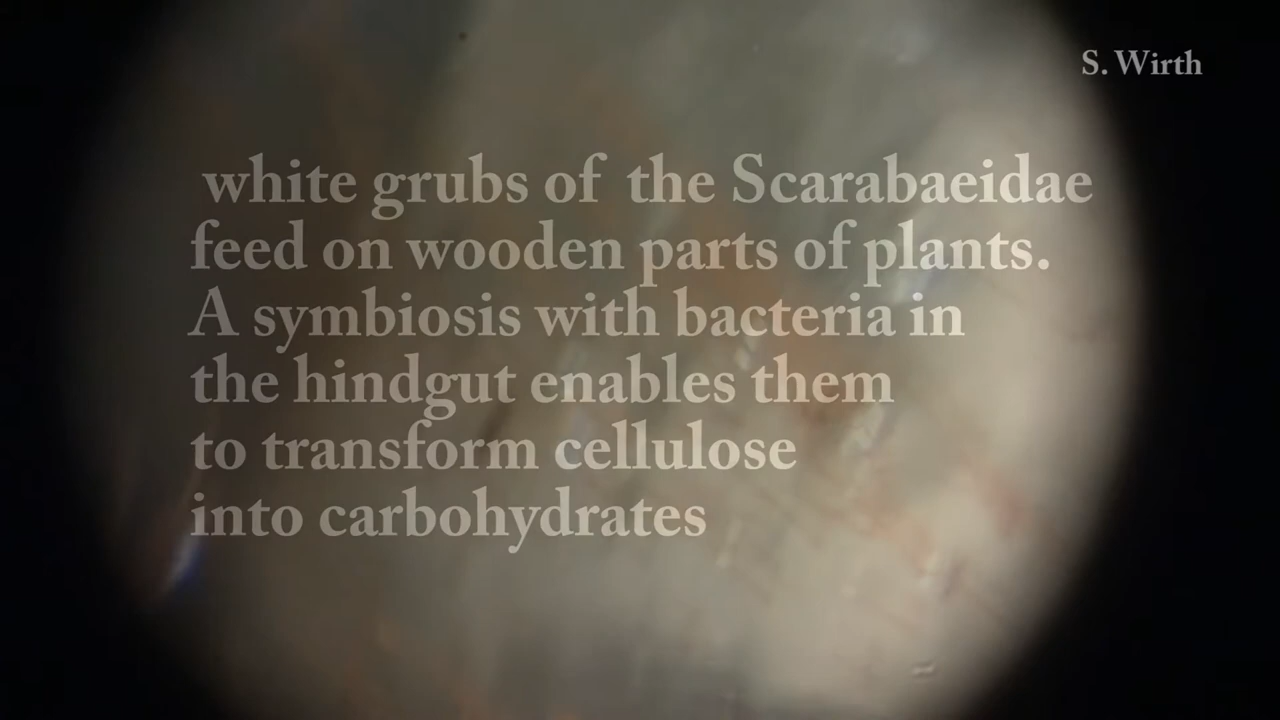 S. Wirth
white grubs of the Scarabaeidae
feed on wooden parts of plants.
A symbiosis with bacteria in
the hindgut enables them
to transform cellulose
into carbohydrates